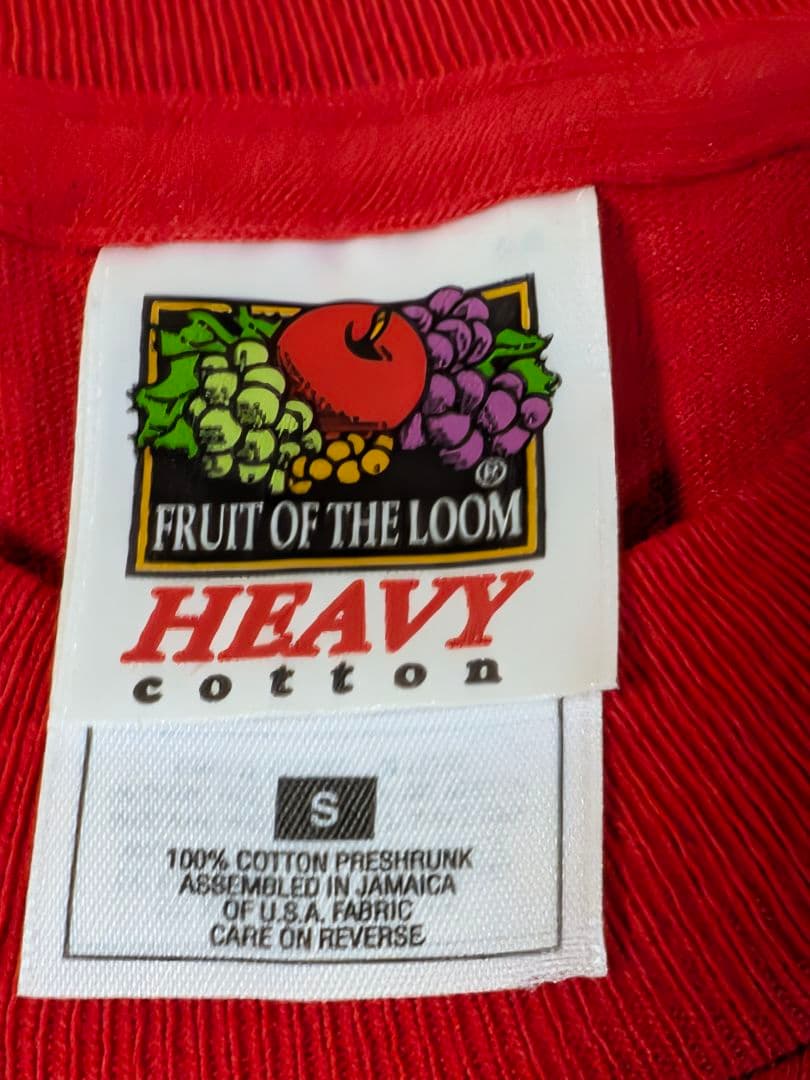 ®
FRUIT OF THE LOOM
HEAVY
cotton
S
100% COTTON PRESHRUNK
ASSEMBLED IN JAMAICA
OF U.S.A. FABRIC
CARE ON REVERSE